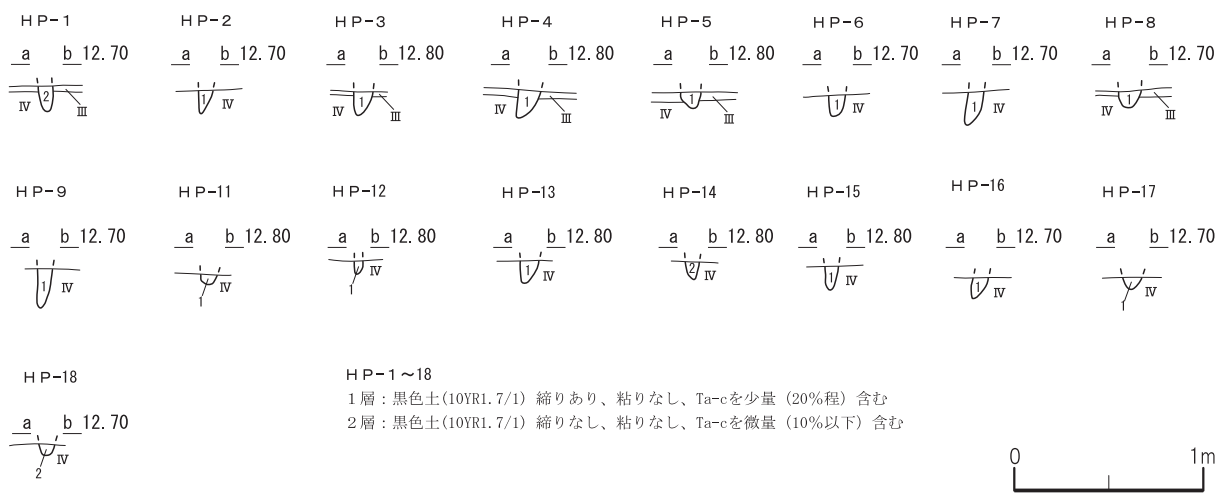 HP-1 HP-2 HP-3 HP-4 HP-5 HP-6 HP-7 HP-8
a b 12.70 a b 12.70 a b 12.80 a b 12.80 a b 12.80 a b 12.70 a b 12.70 a b 12.70
Ⅳ 2 Ⅲ 1 Ⅳ Ⅳ 1 Ⅲ Ⅳ 1 Ⅲ Ⅳ 1 Ⅲ 1 Ⅳ 1 Ⅳ Ⅳ 1 Ⅲ
HP-9 HP-11 HP-12 HP-13 HP-14 HP-15 HP-16 HP-17
a b 12.70 a b 12.80 a b 12.80 a b 12.80 a b 12.80 a b 12.80 a b 12.70 a b 12.70
1 Ⅳ 1 Ⅳ 1 Ⅳ 1 Ⅳ 2 Ⅳ 1 Ⅳ 1 Ⅳ 1 Ⅳ
HP-18
a b 12.70
2 Ⅳ
HP-1～18
1層：黒色土(10YR1.7/1) 締りあり、粘りなし、Ta-cを少量（20%程）含む
2層：黒色土(10YR1.7/1) 締りなし、粘りなし、Ta-cを微量（10%以下）含む
0 1m